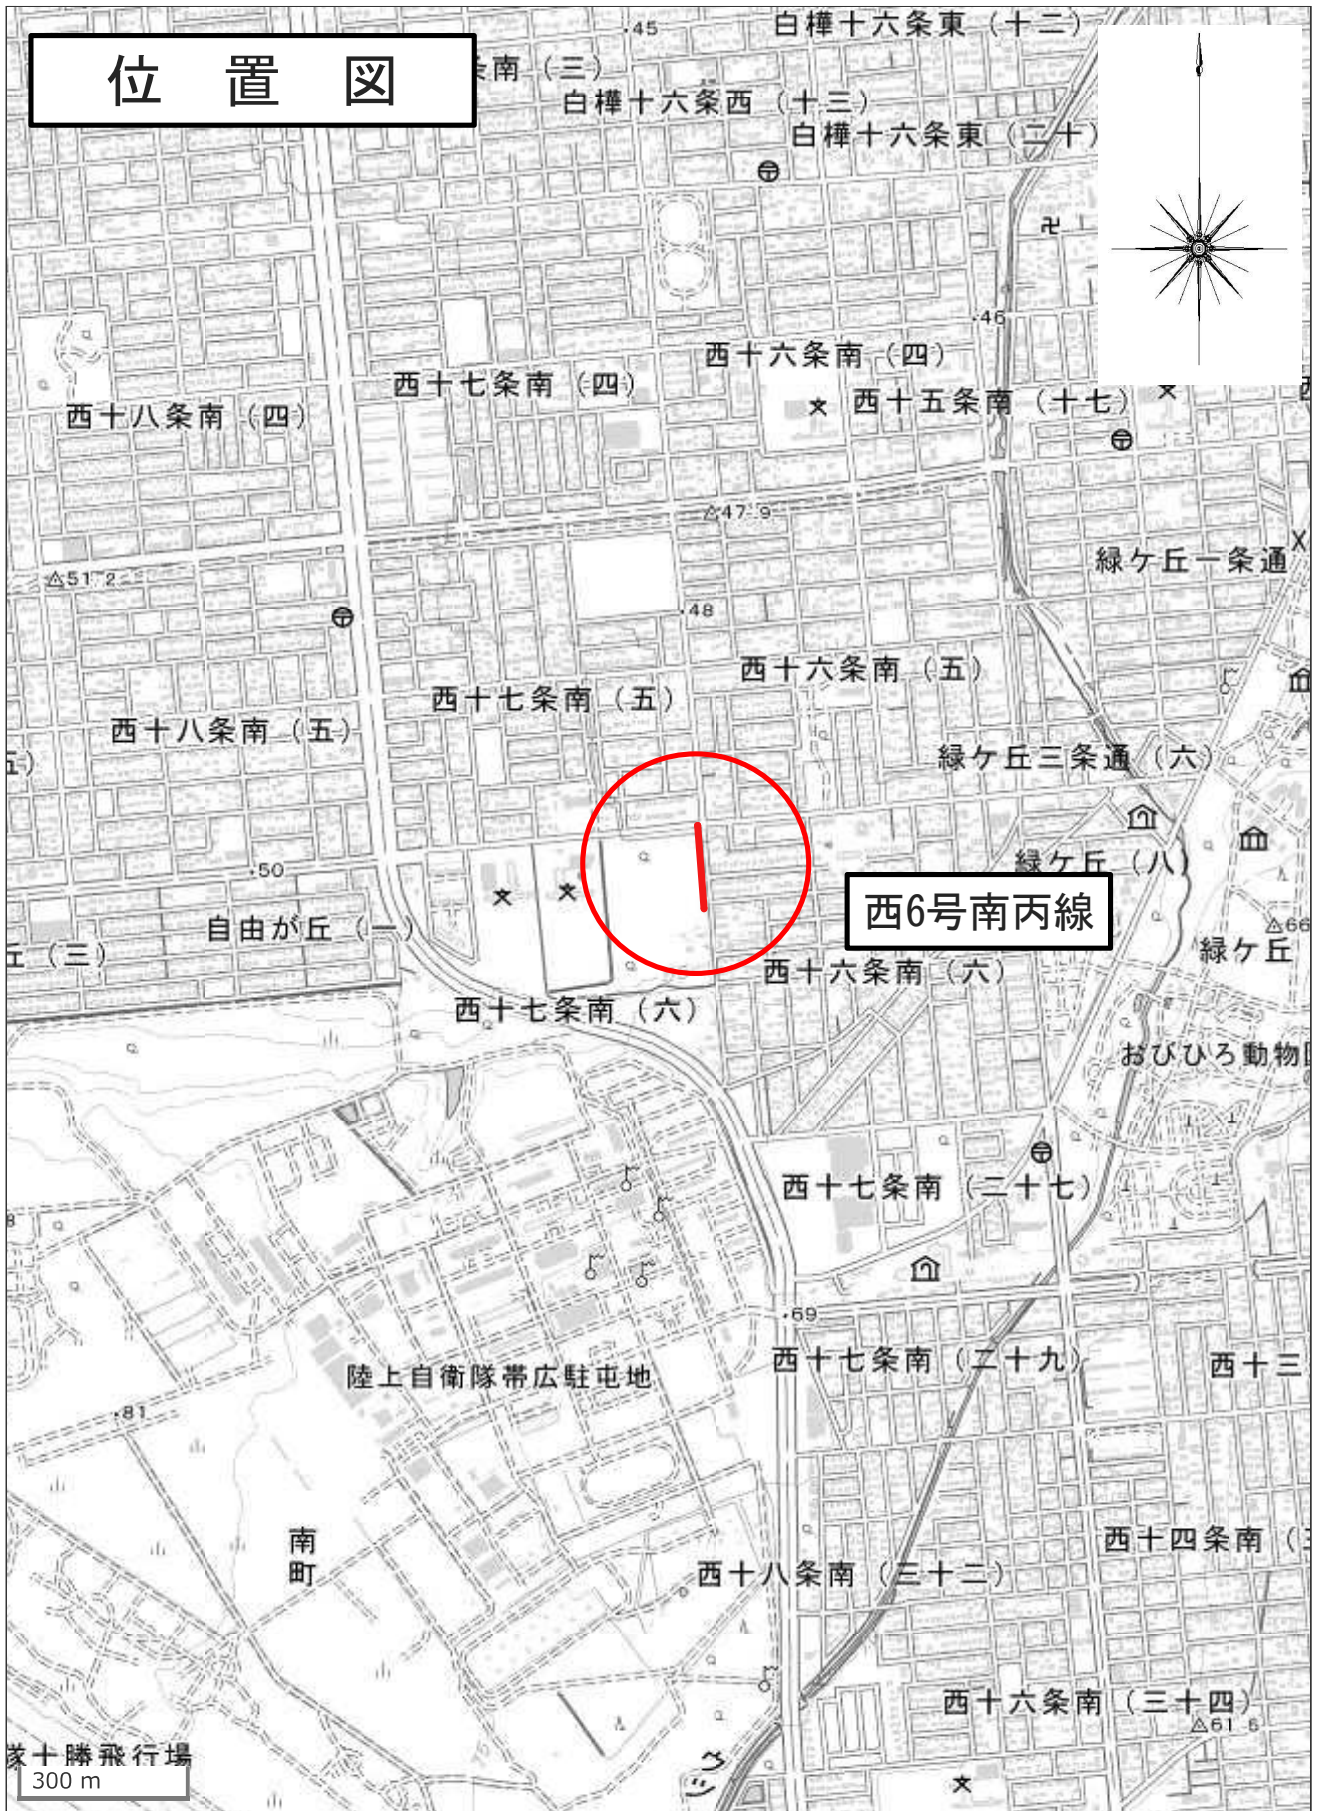 位置図
白樺十六条東（十二）
45
条南（三）
白樺十六条西（十三）
白樺十六条東（二十）
46
西十六条南（四）
西十七条南（四）
西十八条南（四）
西十五条南（十七）
47.9
51.2
緑ケ丘一条通
48
西十六条南（五）
西十七条南（五）
西十八条南（五）
五）
緑ケ丘三条通（六）
緑ケ丘（八）
50
西6号南丙線
自由が丘（一）
丘（三）
66
緑ケ丘
西十六条南（六）
西十七条南（六）
おびひろ動物
西十七条南（二十七）
69
西十七条南（二十九）
西十三
陸上自衛隊帯広駐屯地
81
南町
西十四条南（三
西十八条南（三十二）
西十六条南（三十四）
61.6
隊十勝飛行場
ウツ
300 m